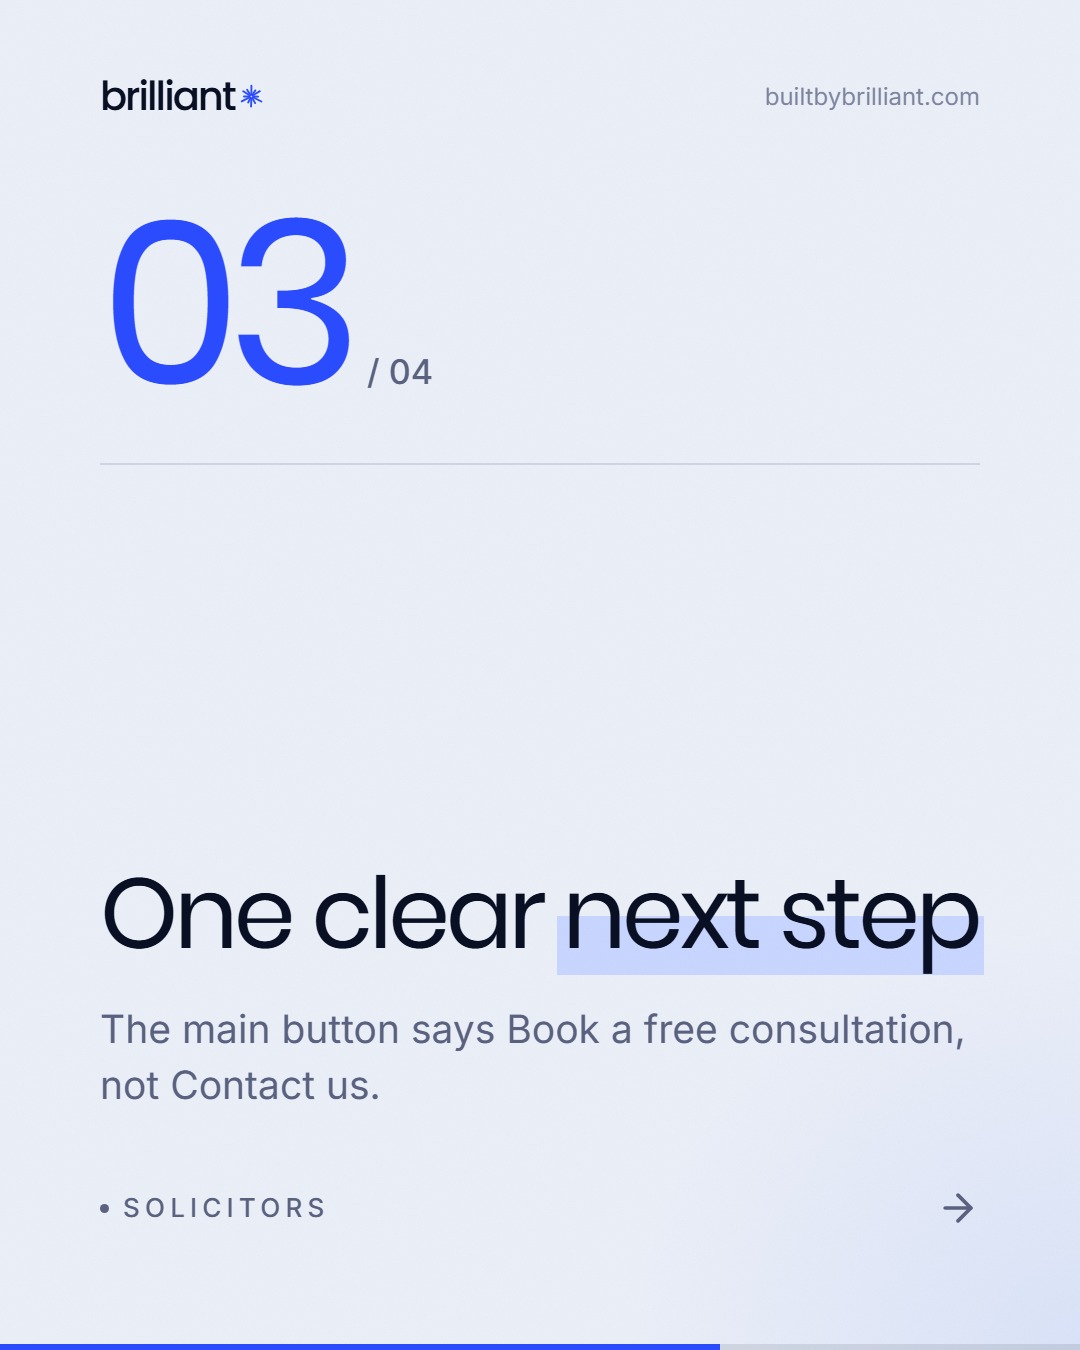 brilliant
builtbybrilliant.com
03 / 04
One clear next step
The main button says Book a free consultation,
not Contact us.
• SOLICITORS